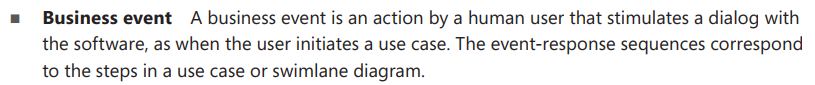 ■ Business event A business event is an action by a human user that stimulates a dialog with
the software, as when the user initiates a use case. The event-response sequences correspond
to the steps in a use case or swimlane diagram.